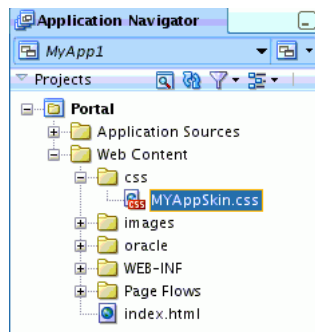 Application Navigator
MyApp1
Projects
Portal
Application Sources
Web Content
css
CSS MYAppSkin.css
images
oracle
WEB-INF
Page Flows
index.html